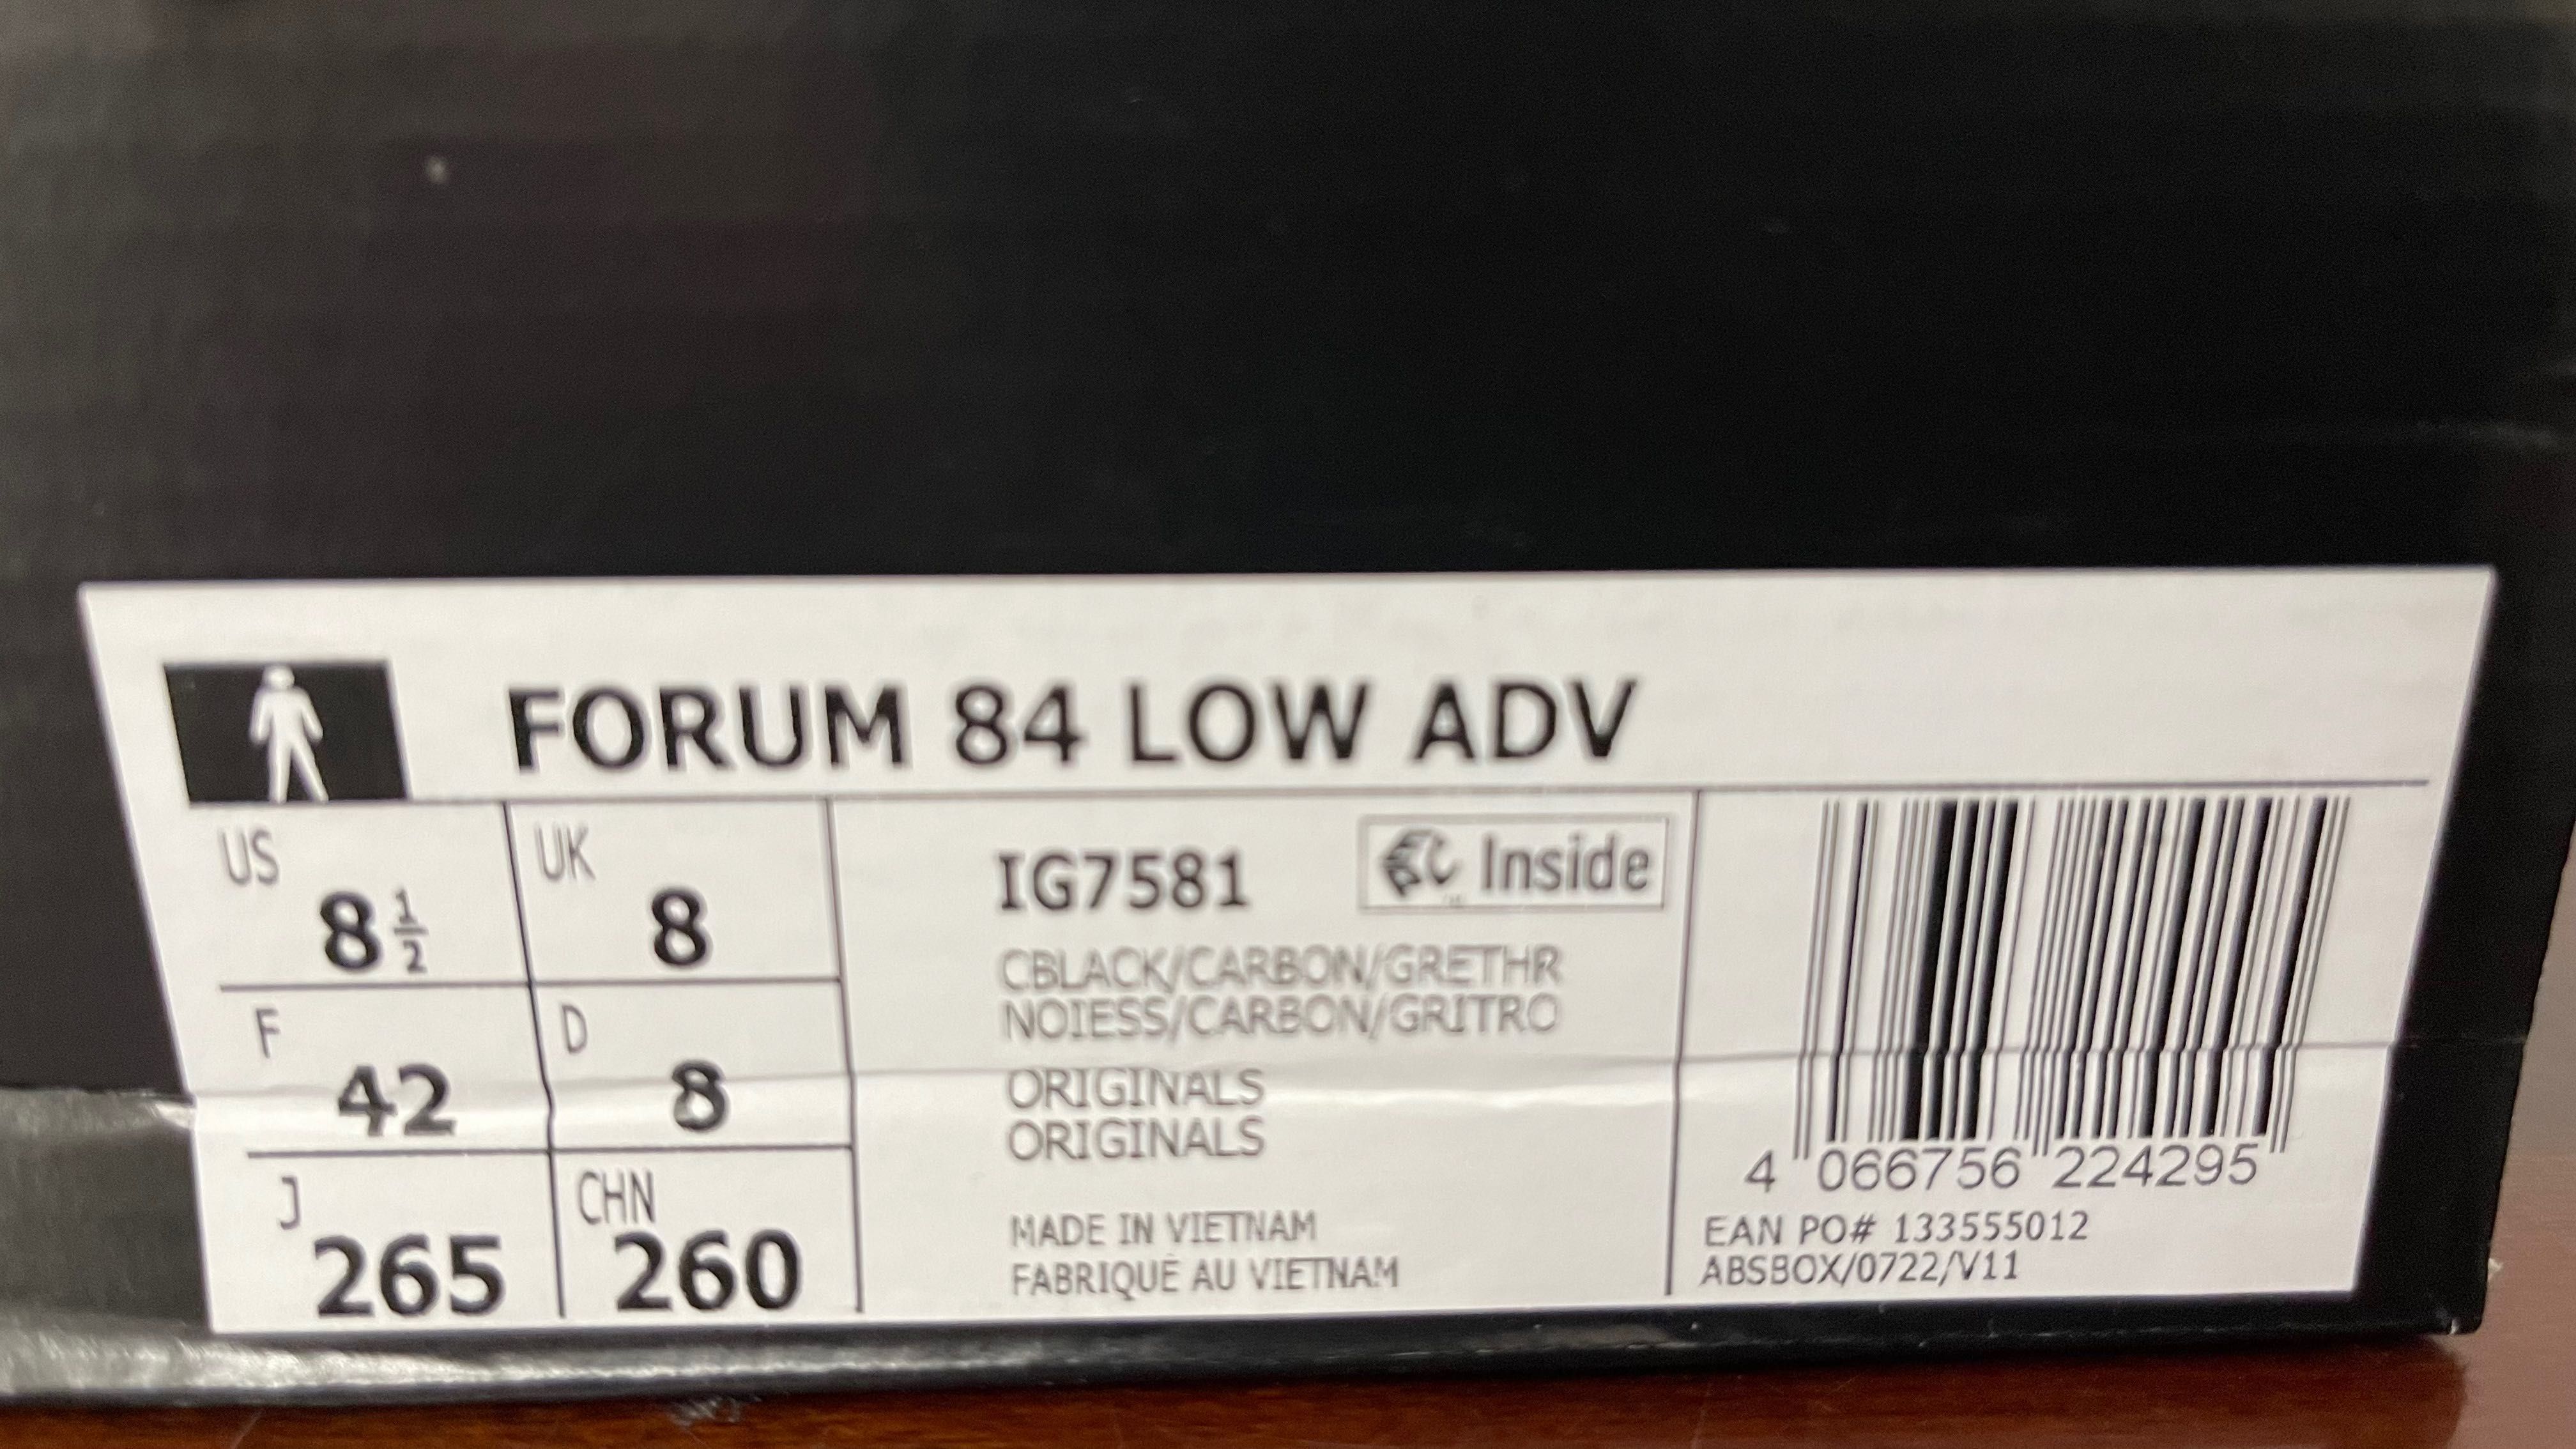 FORUM 84 LOW ADV
US
8 1/2
UK
8
F
42
D
8
J
265
CHN
260
IG7581
Inside
CBLACK/CARBON/GRETHR
NOIESS/CARBON/GRITRO
ORIGINALS
ORIGINALS
MADE IN VIETNAM
FABRIQUÉ AU VIETNAM
4 066756 224295
EAN PO# 133555012
ABSBOX/0722/V11